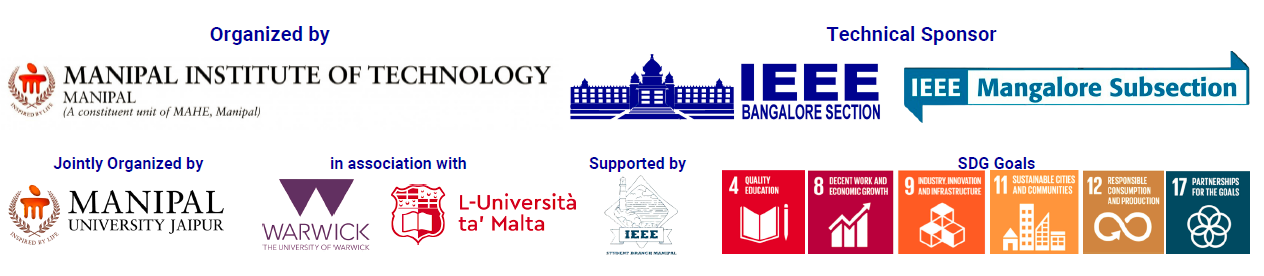 Organized by
Technical Sponsor
MANIPAL INSTITUTE OF TECHNOLOGY
MANIPAL
(A constituent unit of MAHE, Manipal)
INSPIRED BY LIFE
IEEE
BANGALORE SECTION
IEEE Mangalore Subsection
Jointly Organized by
in association with
Supported by
SDG Goals
MANIPAL
UNIVERSITY JAIPUR
INSPIRED BY LIFE
WARWICK
THE UNIVERSITY OF WARWICK
L-Università
ta' Malta
IEEE
STUDENT BRANCH MANIPAL
4 QUALITY
EDUCATION
8 DECENT WORK AND
ECONOMIC GROWTH
9 INDUSTRY, INNOVATION
AND INFRASTRUCTURE
11 SUSTAINABLE CITIES
AND COMMUNITIES
12 RESPONSIBLE
CONSUMPTION
AND PRODUCTION
17 PARTNERSHIPS
FOR THE GOALS